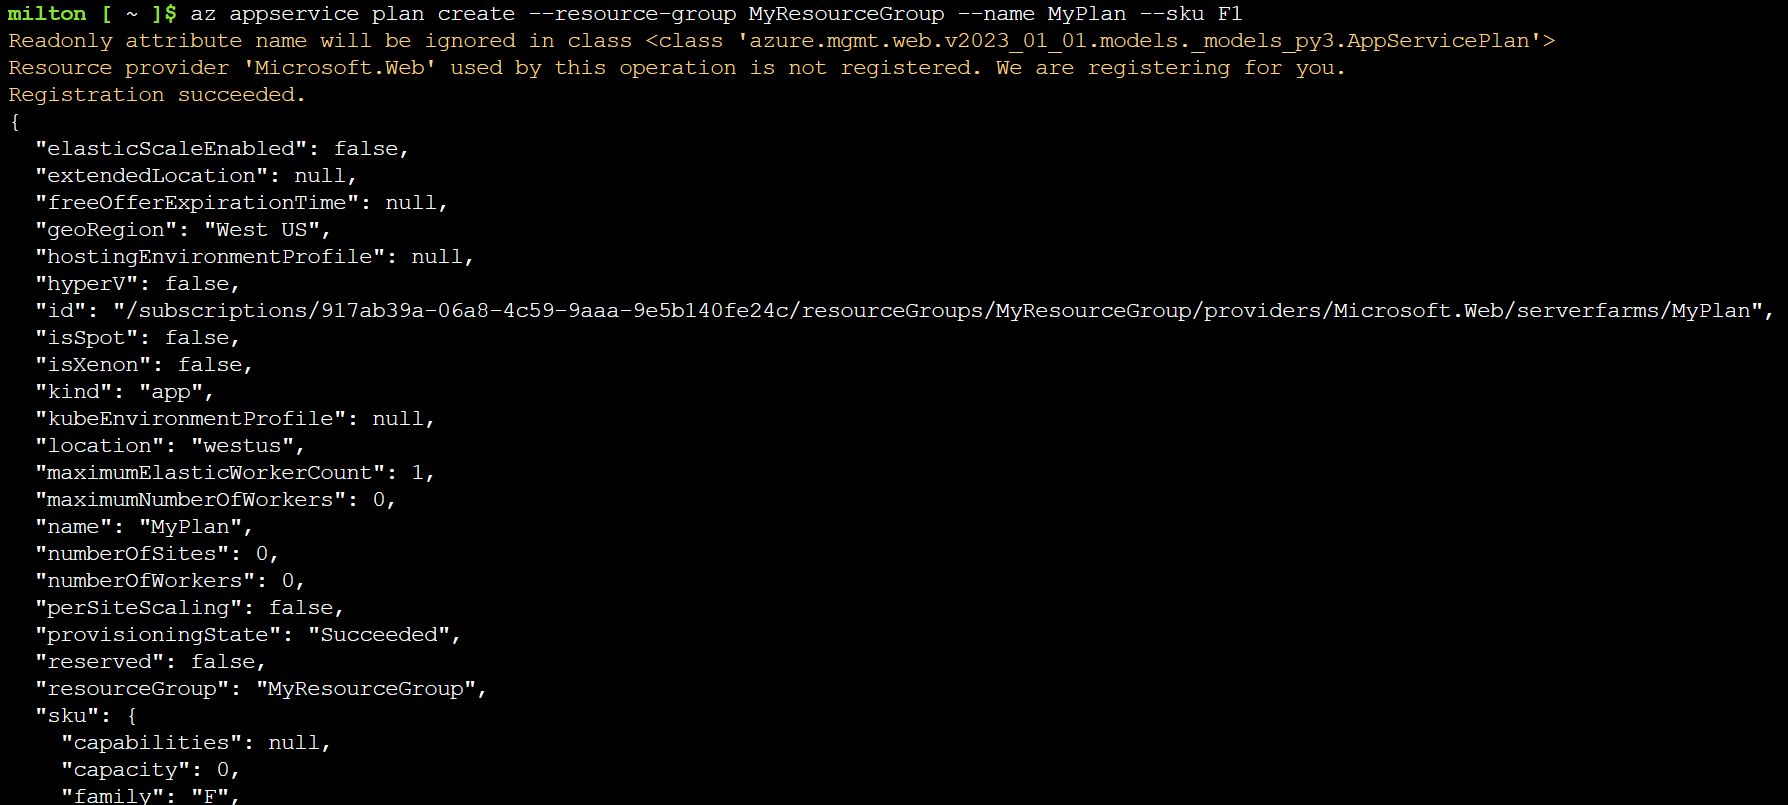 milton [ ~ ]$ az appservice plan create --resource-group MyResourceGroup --name MyPlan --sku F1
Readonly attribute name will be ignored in class <class 'azure.mgmt.web.v2023_01_01.models._models_py3.AppServicePlan'>
Resource provider 'Microsoft.Web' used by this operation is not registered. We are registering for you.
Registration succeeded.
{
  "elasticScaleEnabled": false,
  "extendedLocation": null,
  "freeOfferExpirationTime": null,
  "geoRegion": "West US",
  "hostingEnvironmentProfile": null,
  "hyperV": false,
  "id": "/subscriptions/917ab39a-06a8-4c59-9aaa-9e5b140fe24c/resourceGroups/MyResourceGroup/providers/Microsoft.Web/serverfarms/MyPlan",
  "isSpot": false,
  "isXenon": false,
  "kind": "app",
  "kubeEnvironmentProfile": null,
  "location": "westus",
  "maximumElasticWorkerCount": 1,
  "maximumNumberOfWorkers": 0,
  "name": "MyPlan",
  "numberOfSites": 0,
  "numberOfWorkers": 0,
  "perSiteScaling": false,
  "provisioningState": "Succeeded",
  "reserved": false,
  "resourceGroup": "MyResourceGroup",
  "sku": {
    "capabilities": null,
    "capacity": 0,
    "family": "F",